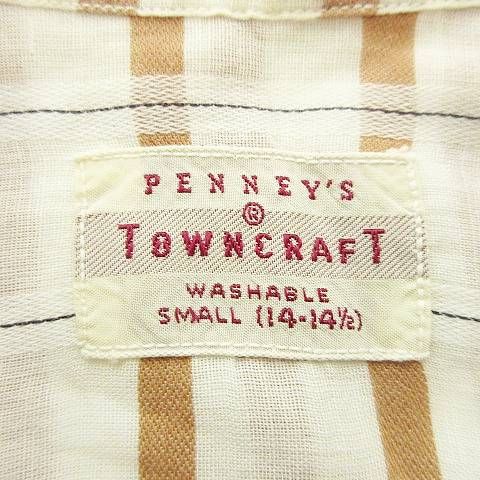 PENNEY'S
®
TOWNCRAFT
WASHABLE
SMALL (14-14½)